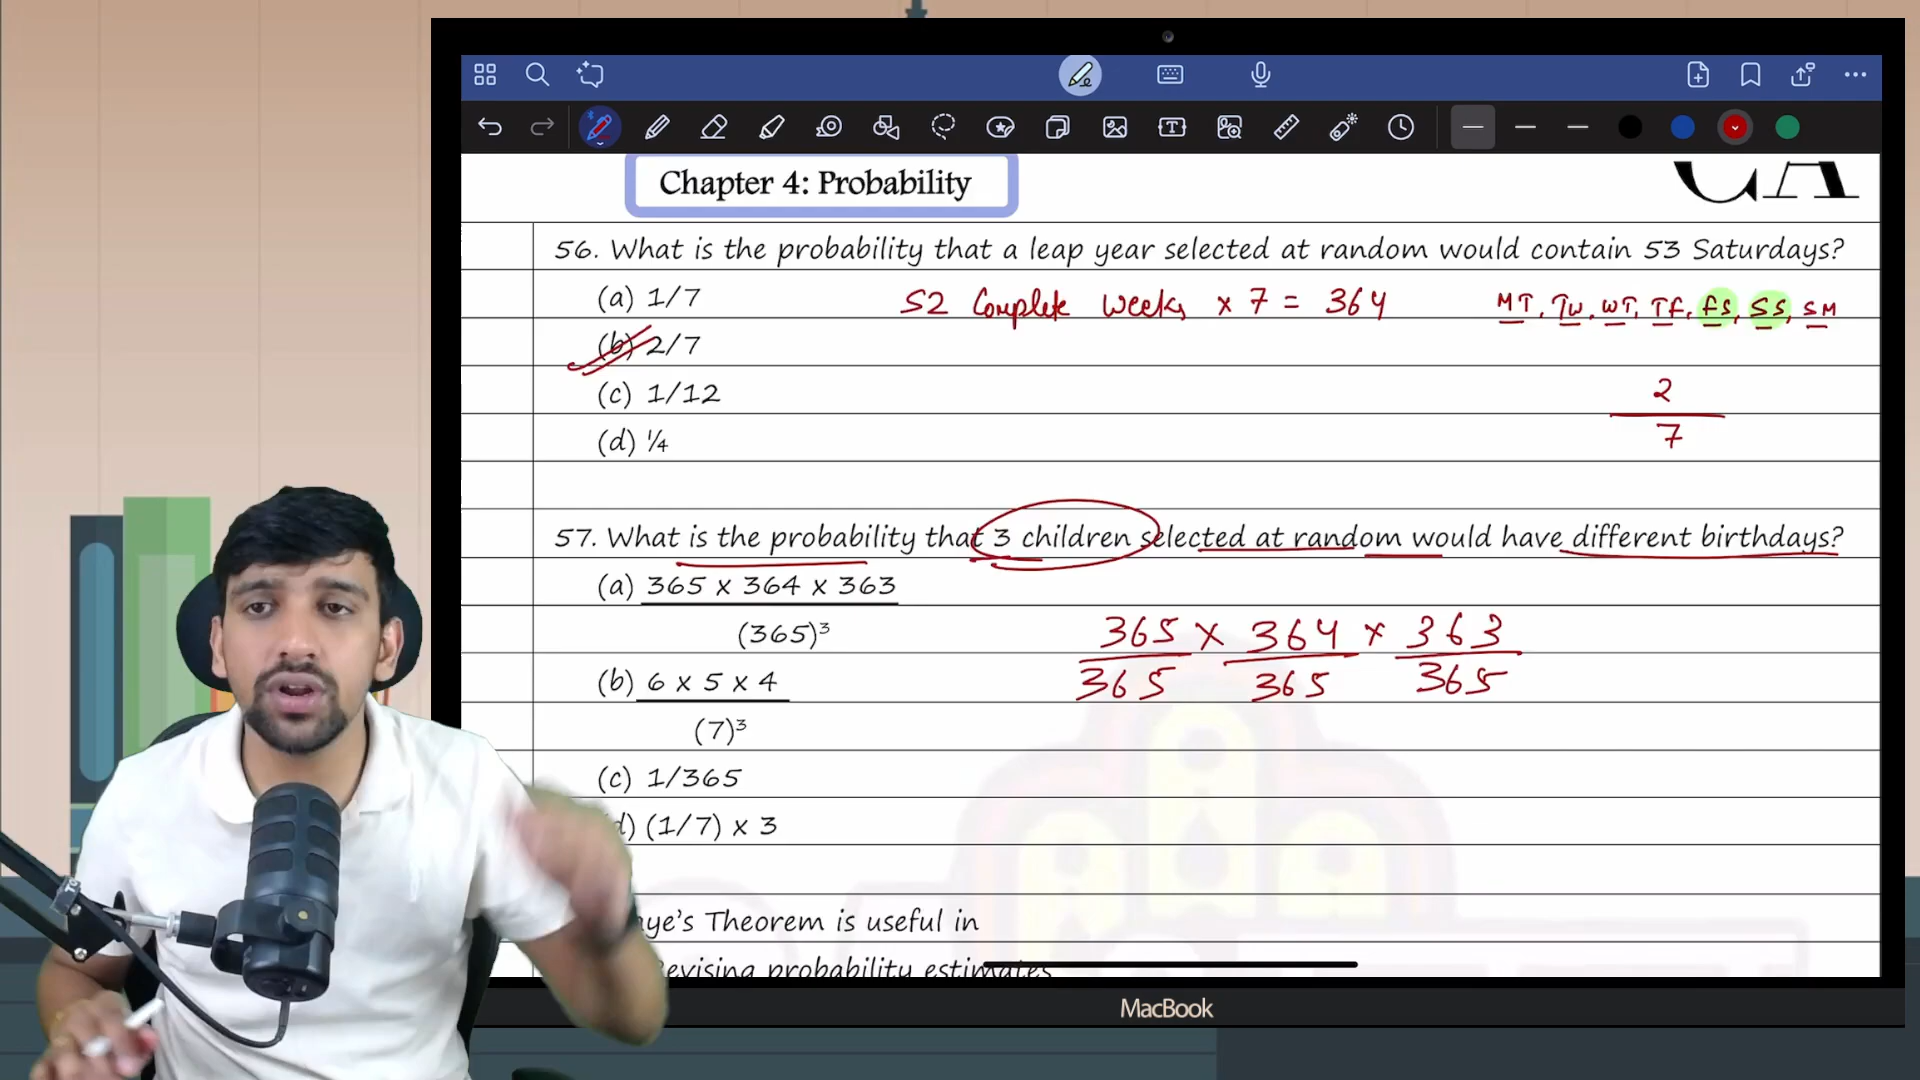 CA
Chapter 4: Probability
56. What is the probability that a leap year selected at random would contain 53 Saturdays?
(a) 1/7
52 Complete Weeks x 7 = 364
MT, TW, WT, TF, FS, SS, SM
(b) 2/7
(c) 1/12
2
7
(d) ¼
57. What is the probability that 3 children selected at random would have different birthdays?
(a) 365 x 364 x 363
(365)³
365 x 364 x 363
365 365 365
(b) 6 x 5 x 4
(7)³
(c) 1/365
d) (1/7) x 3
aye's Theorem is useful in
Revising probability estimates
MacBook